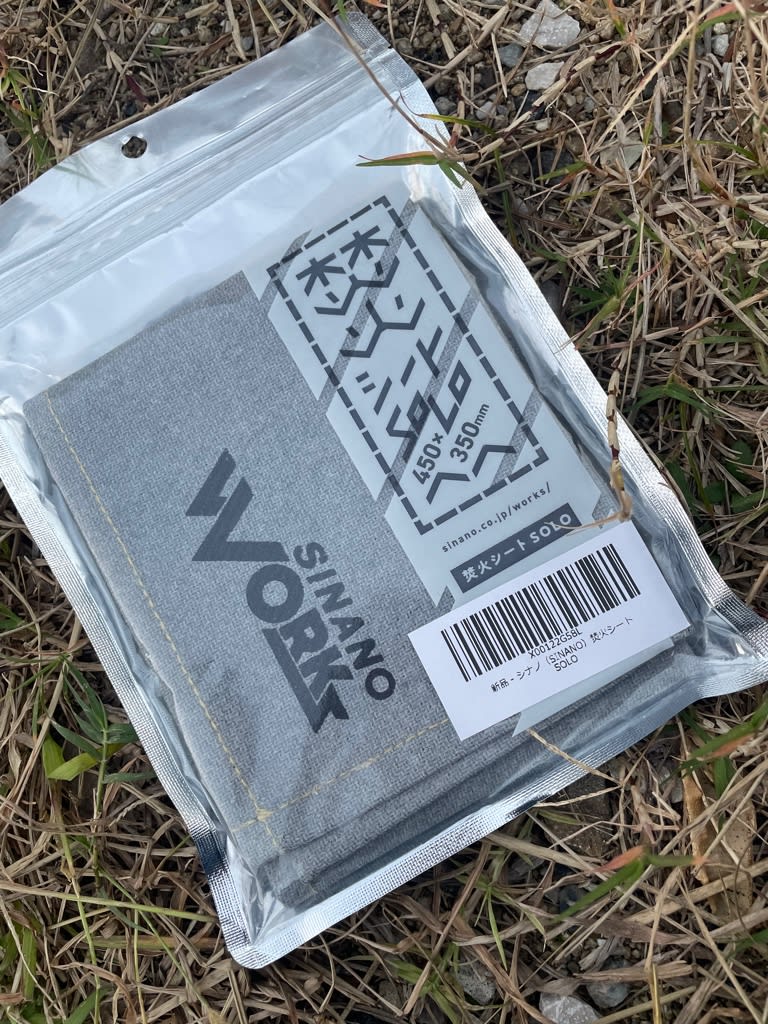 焚火
シート
SOLO
450×
350mm
sinano.co.jp/works/
焚火シート SOLO
SINANO
WORKS
X00122GSBL
新品 - シナノ (SINANO) 焚火シート
SOLO